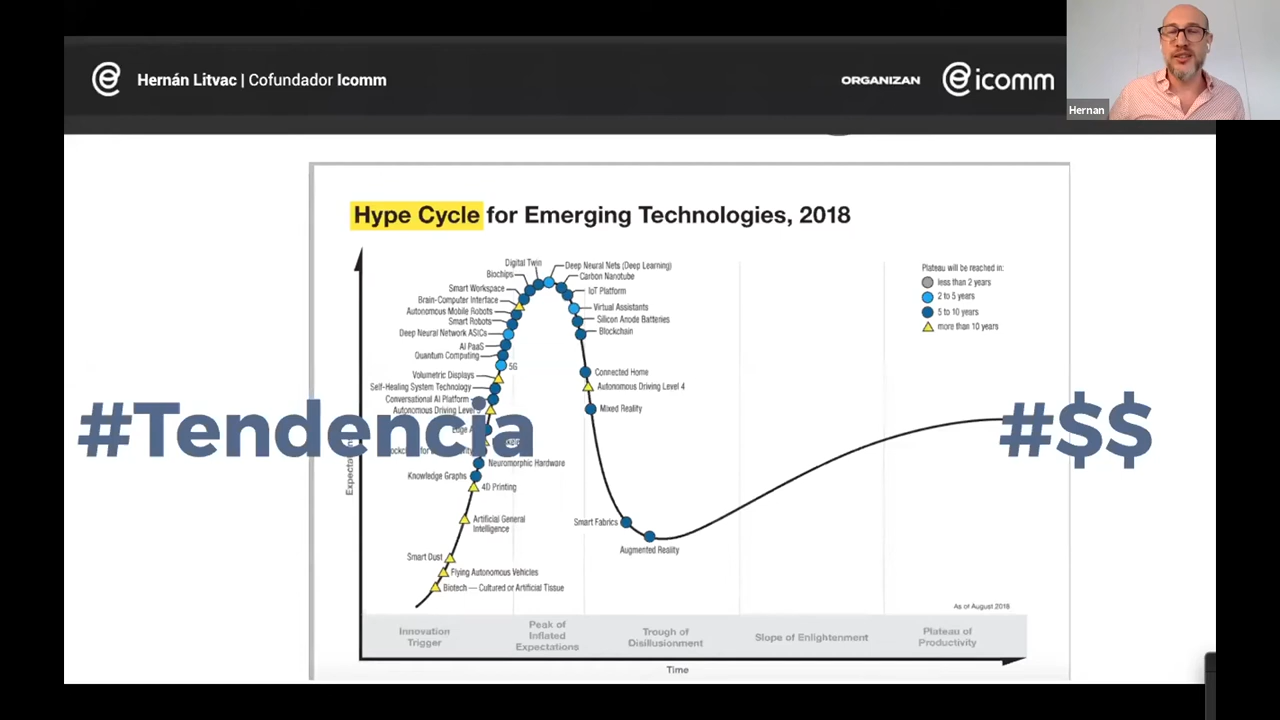 Hernán Litvac | Cofundador Icomm
ORGANIZAN
icomm
Hernan
Hype Cycle for Emerging Technologies, 2018
Digital Twin
Biochips
Smart Workspace
Brain-Computer Interface
Autonomous Mobile Robots
Smart Robots
Deep Neural Network ASICs
AI PaaS
Quantum Computing
5G
Volumetric Displays
Self-Healing System Technology
Conversational AI Platform
Autonomous Driving Level
Neuromorphic Hardware
Knowledge Graphs
4D Printing
Artificial General
Intelligence
Smart Dust
Flying Autonomous Vehicles
Biotech — Cultured or Artificial Tissue
Deep Neural Nets (Deep Learning)
Carbon Nanotube
IoT Platform
Virtual Assistants
Silicon Anode Batteries
Blockchain
Connected Home
Autonomous Driving Level 4
Mixed Reality
Smart Fabrics
Augmented Reality
Plateau will be reached in:
less than 2 years
2 to 5 years
5 to 10 years
more than 10 years
#Tendencia
#$$
As of August 2018
Innovation
Trigger
Peak of
Inflated
Expectations
Trough of
Disillusionment
Slope of Enlightenment
Plateau of
Productivity
Time